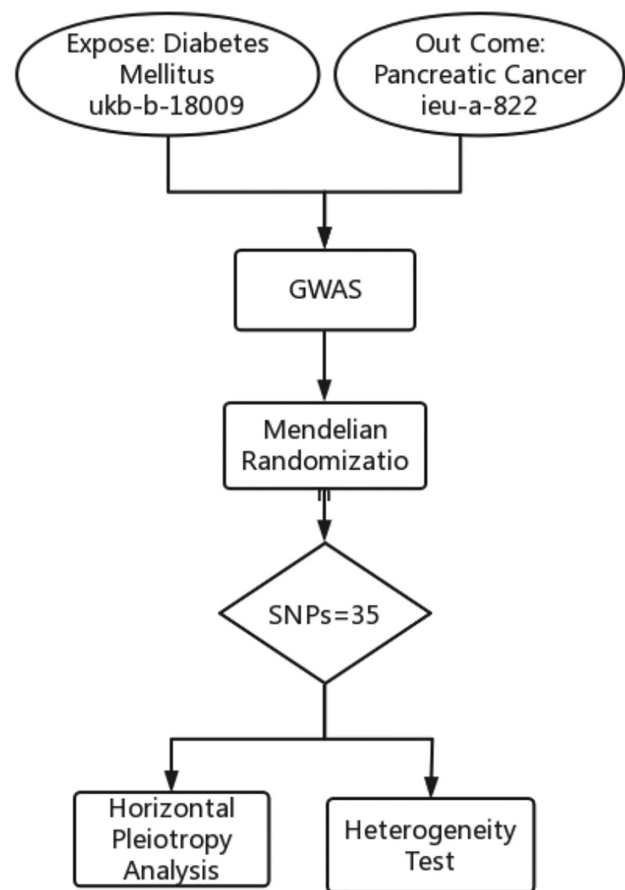 Expose: Diabetes
Mellitus
ukb-b-18009
Out Come:
Pancreatic Cancer
ieu-a-822
GWAS
Mendelian
Randomizatio
n
SNPs=35
Horizontal
Pleiotropy
Analysis
Heterogeneity
Test